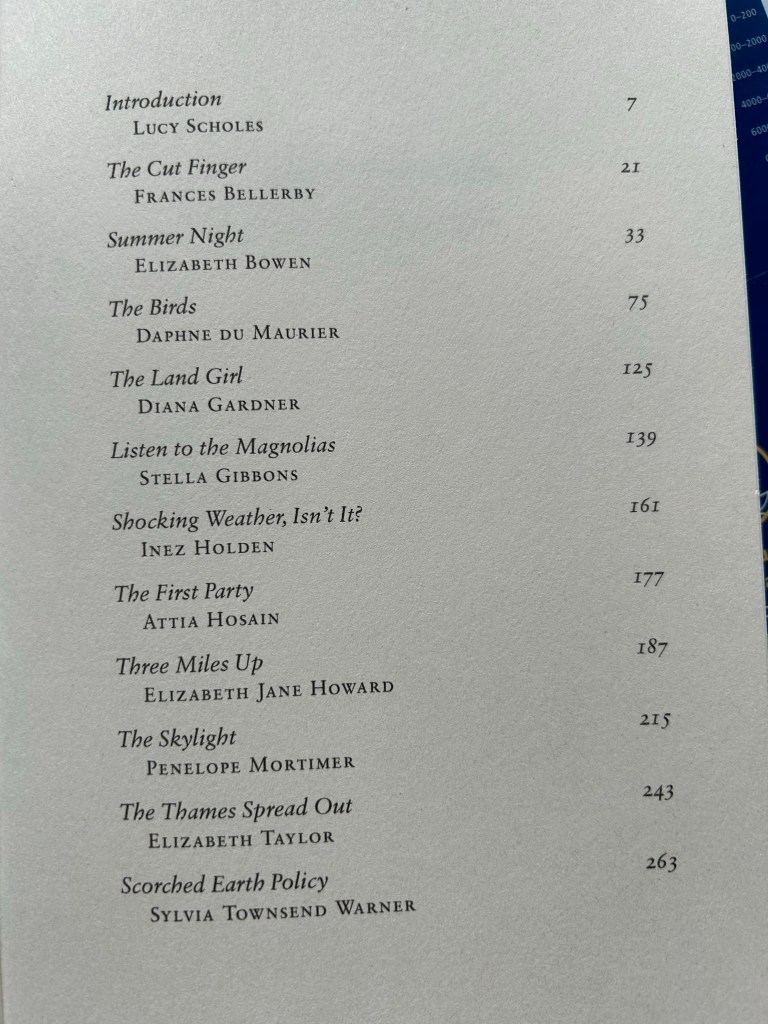 Introduction 7
Lucy Scholes
The Cut Finger 21
Frances Bellerby
Summer Night 33
Elizabeth Bowen
The Birds 75
Daphne du Maurier
The Land Girl 125
Diana Gardner
Listen to the Magnolias 139
Stella Gibbons
Shocking Weather, Isn't It? 161
Inez Holden
The First Party 177
Attia Hosain
Three Miles Up 187
Elizabeth Jane Howard
The Skylight 215
Penelope Mortimer
The Thames Spread Out 243
Elizabeth Taylor
Scorched Earth Policy 263
Sylvia Townsend Warner
0–200